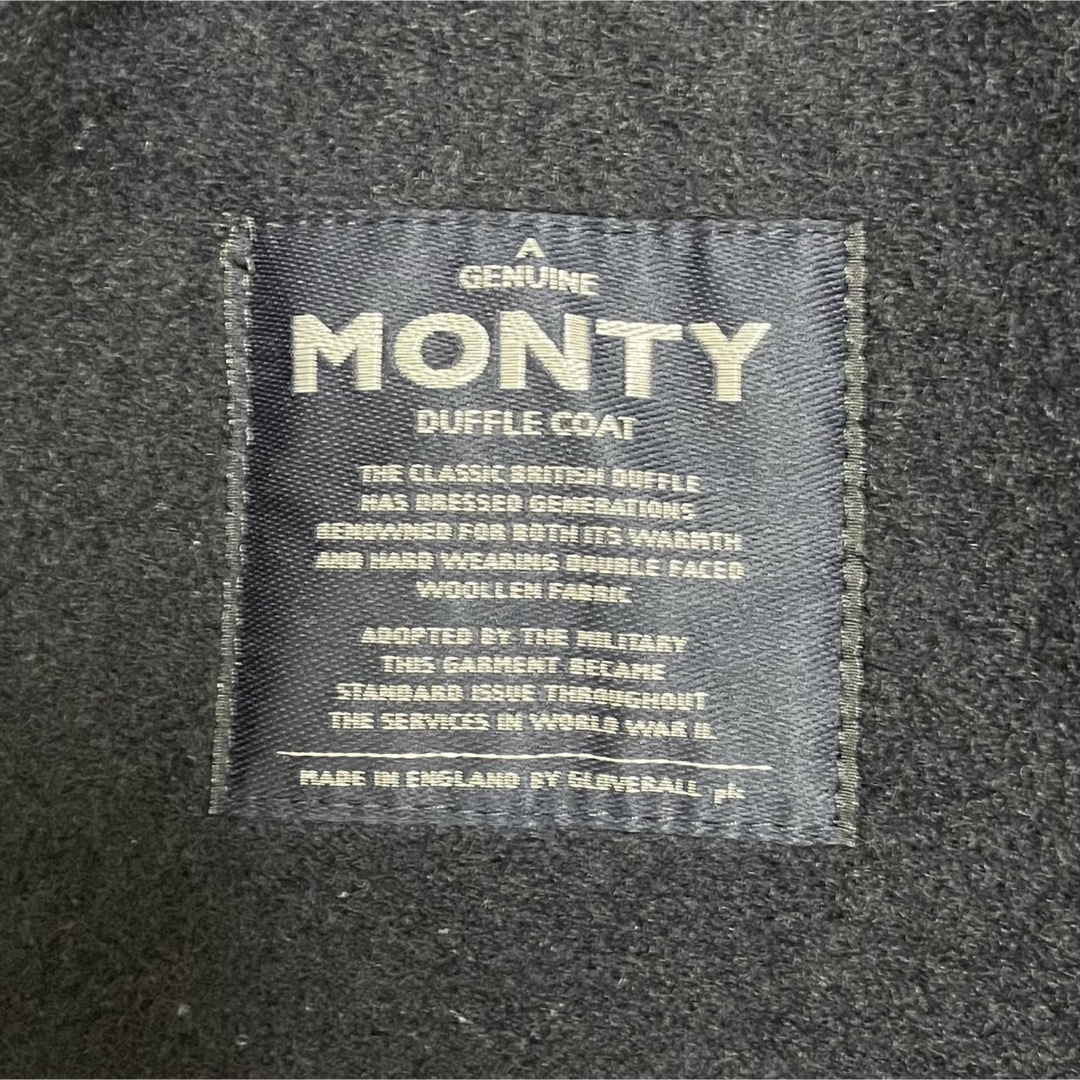 A
GENUINE
MONTY
DUFFLE COAT
THE CLASSIC BRITISH DUFFLE
HAS DRESSED GENERATIONS
RENOWNED FOR BOTH ITS WARMTH
AND HARD WEARING DOUBLE FACED
WOOLLEN FABRIC
ADOPTED BY THE MILITARY
THIS GARMENT BECAME
STANDARD ISSUE THROUGHOUT
THE SERVICES IN WORLD WAR II.
MADE IN ENGLAND BY GLOVERALL plc